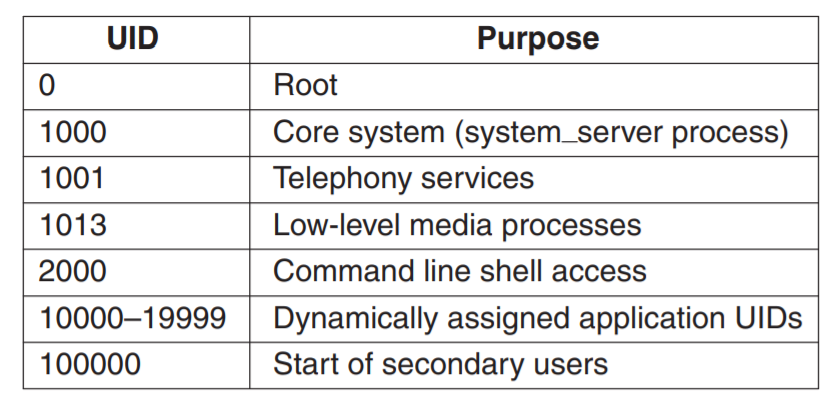 UID Purpose
0 Root
1000 Core system (system_server process)
1001 Telephony services
1013 Low-level media processes
2000 Command line shell access
10000–19999 Dynamically assigned application UIDs
100000 Start of secondary users